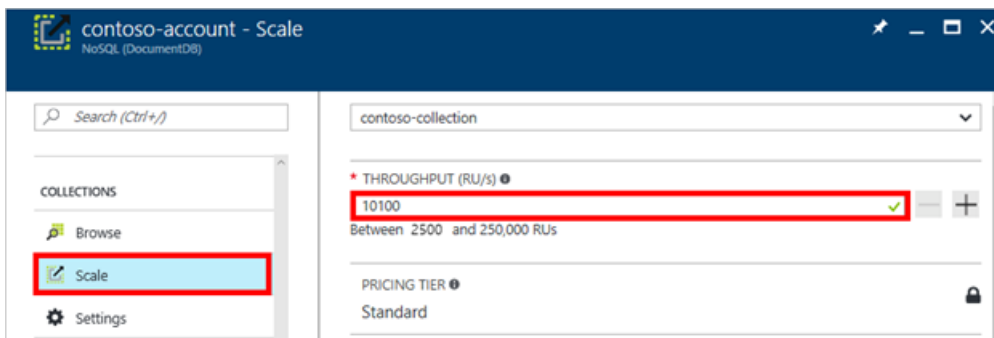 contoso-account - Scale
NoSQL (DocumentDB)
Search (Ctrl+/)
COLLECTIONS
Browse
Scale
Settings
contoso-collection
* THROUGHPUT (RU/s)
10100
Between 2500 and 250,000 RUs
PRICING TIER
Standard